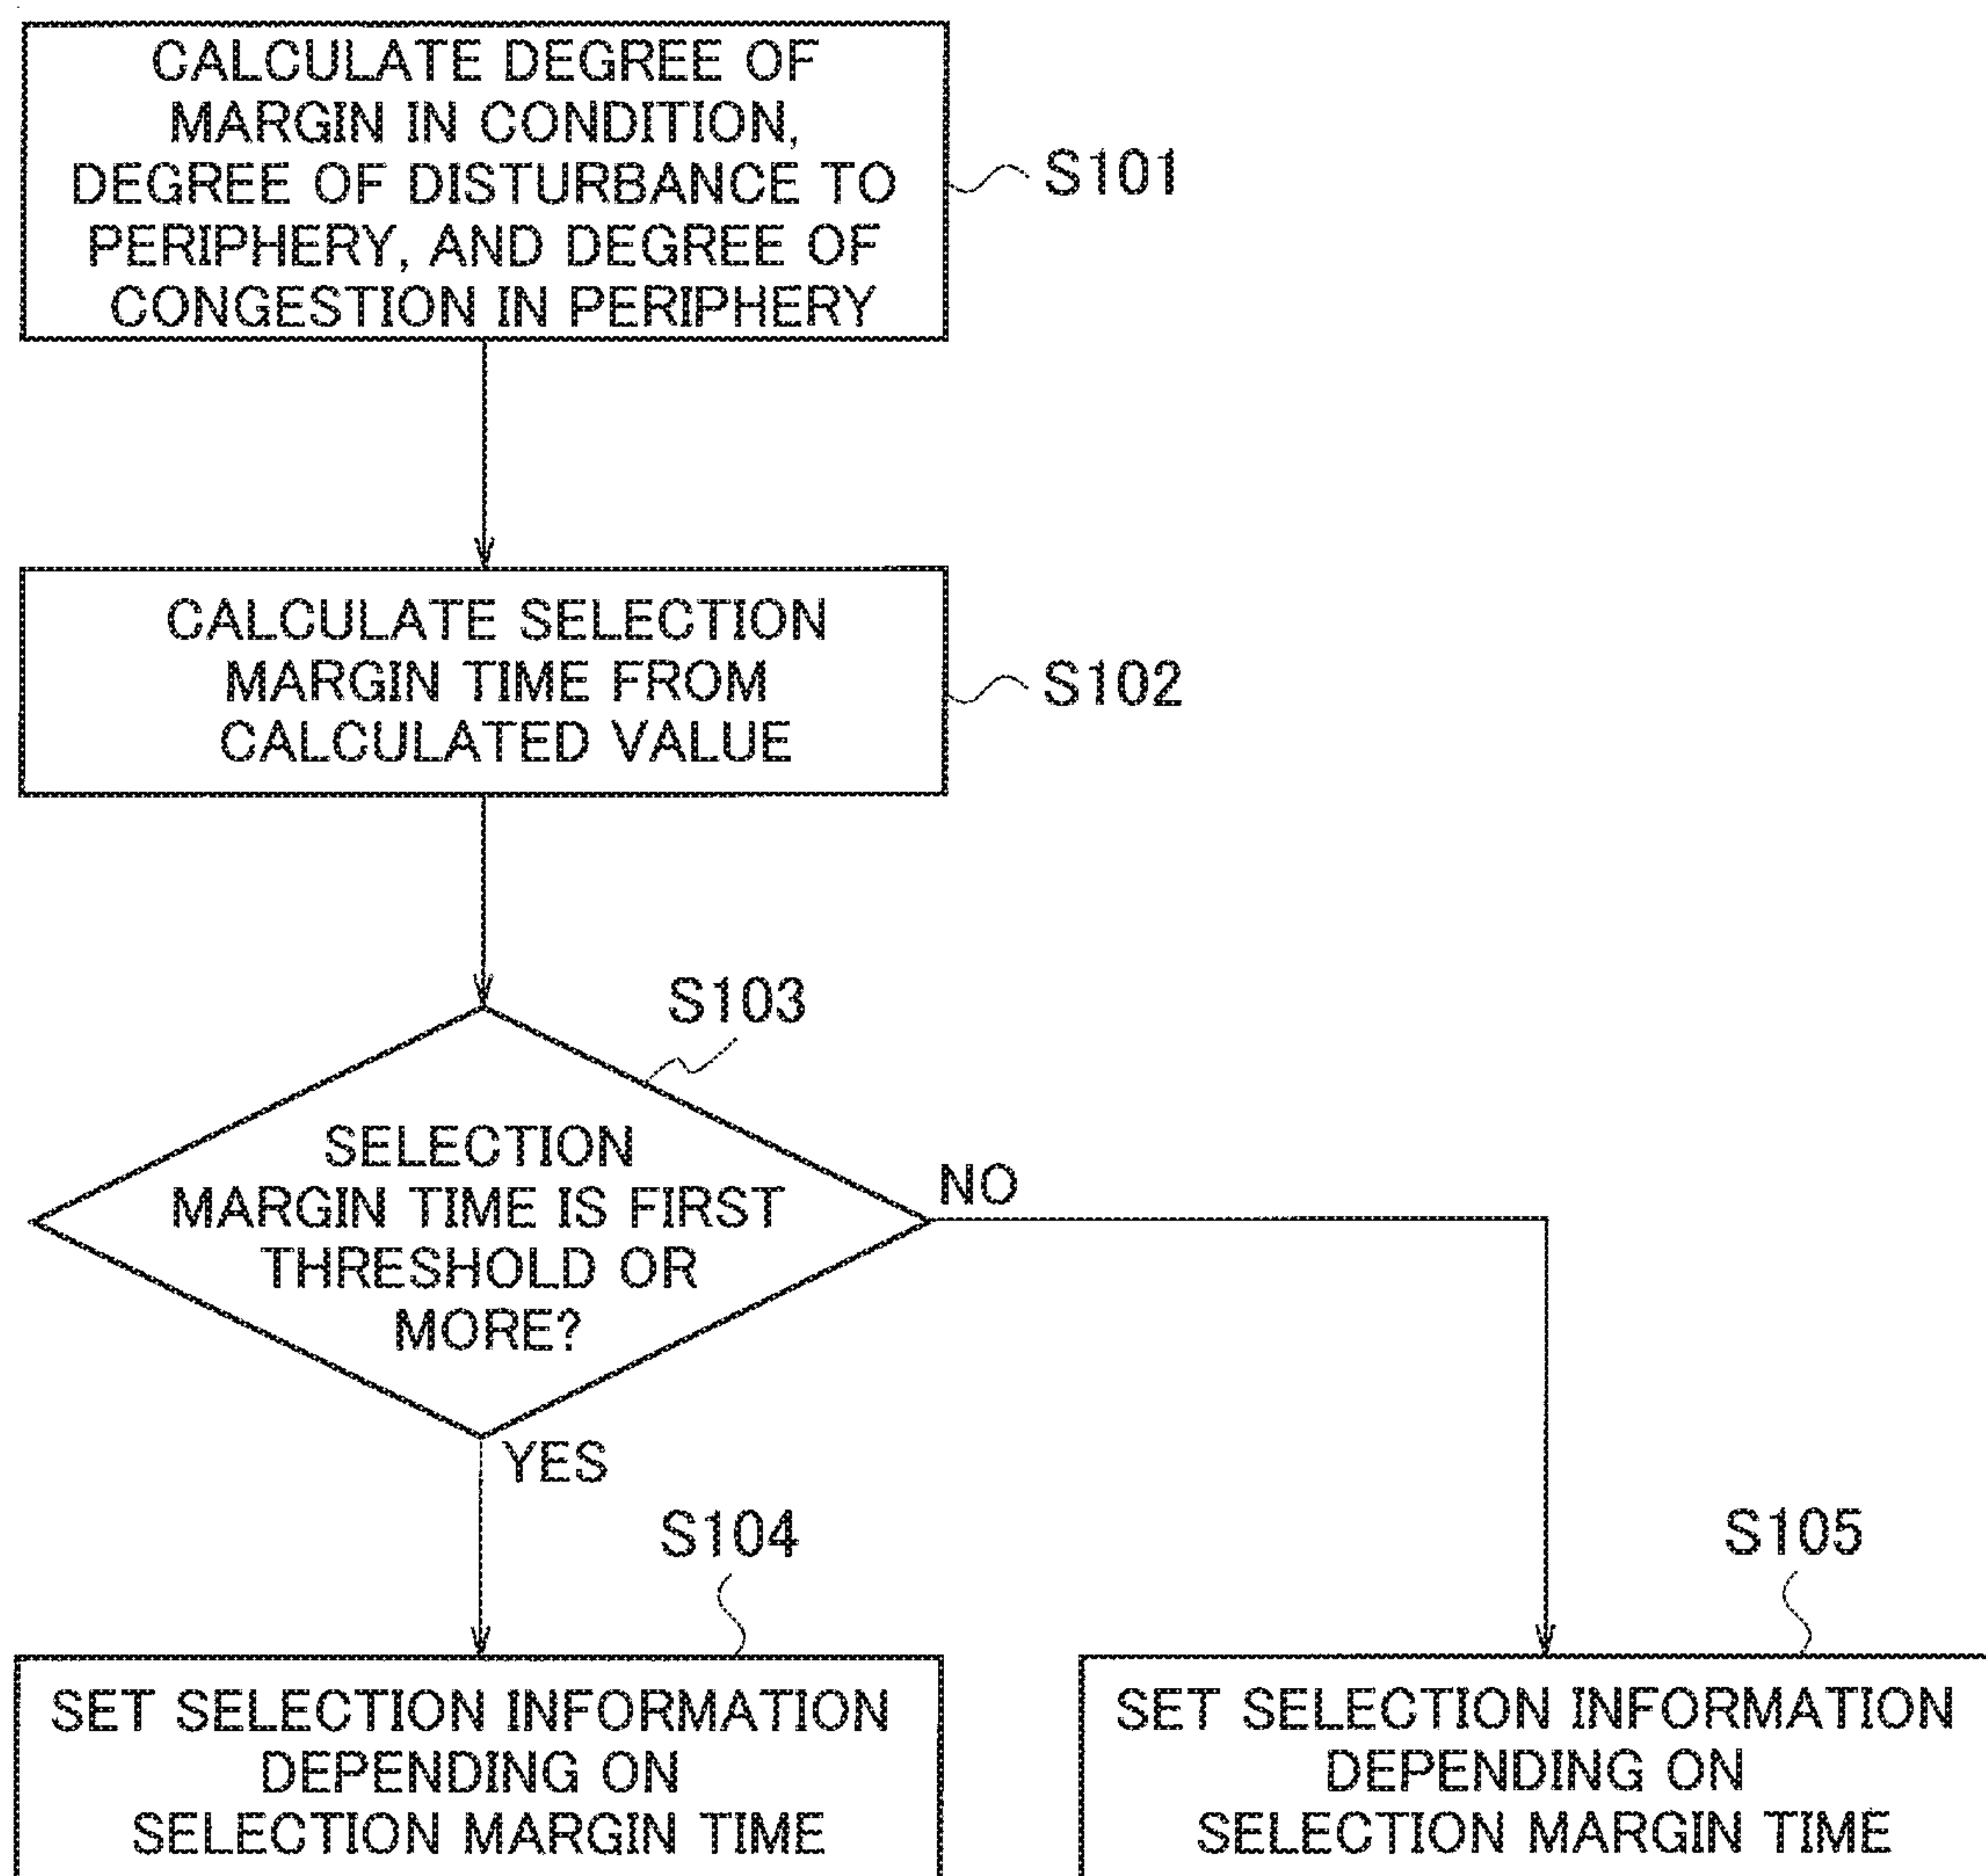 CALCULATE DEGREE OF
MARGIN IN CONDITION,
DEGREE OF DISTURBANCE TO
PERIPHERY, AND DEGREE OF
CONGESTION IN PERIPHERY
S101
CALCULATE SELECTION
MARGIN TIME FROM
CALCULATED VALUE
S102
S103
SELECTION
MARGIN TIME IS FIRST
THRESHOLD OR
MORE?
NO
YES
S104
SET SELECTION INFORMATION
DEPENDING ON
SELECTION MARGIN TIME
S105
SET SELECTION INFORMATION
DEPENDING ON
SELECTION MARGIN TIME